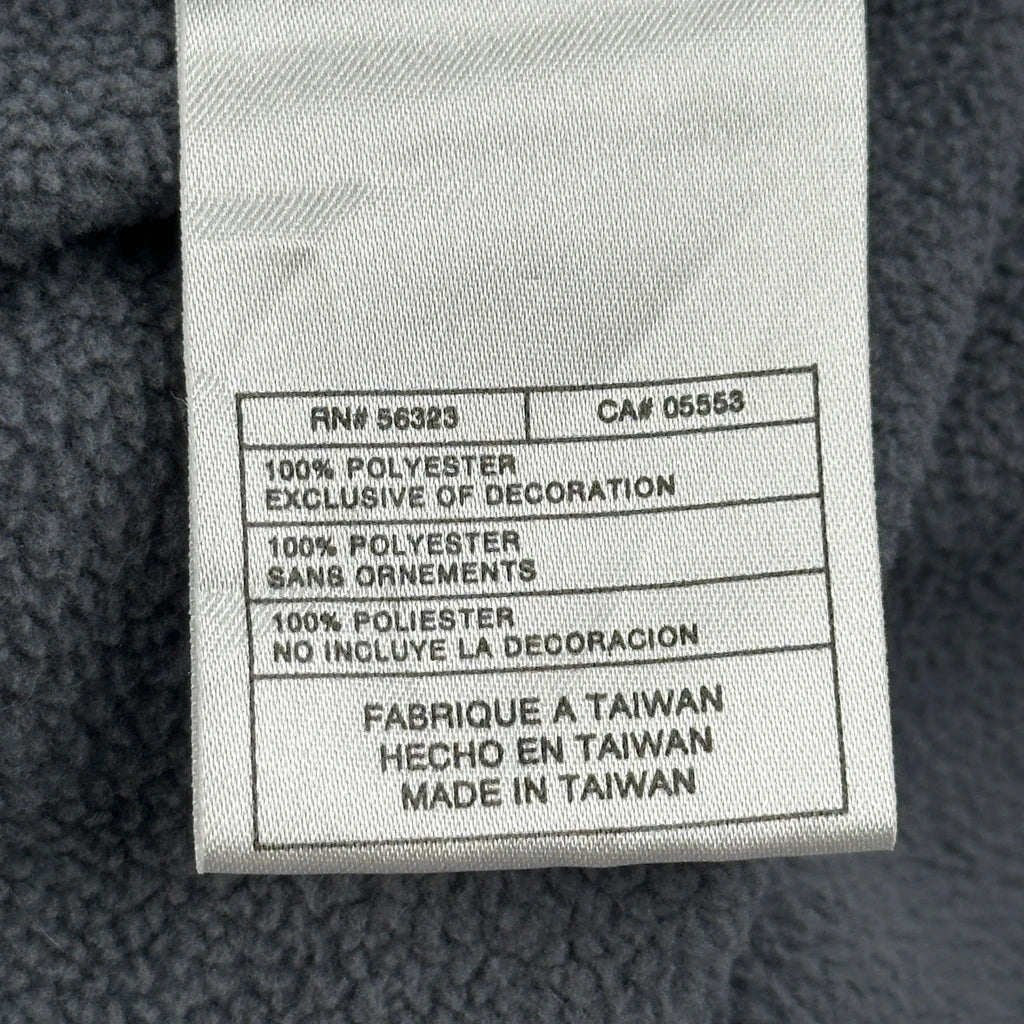 RN# 56323
CA# 05553
100% POLYESTER
EXCLUSIVE OF DECORATION
100% POLYESTER
SANS ORNEMENTS
100% POLIESTER
NO INCLUYE LA DECORACION
FABRIQUE A TAIWAN
HECHO EN TAIWAN
MADE IN TAIWAN